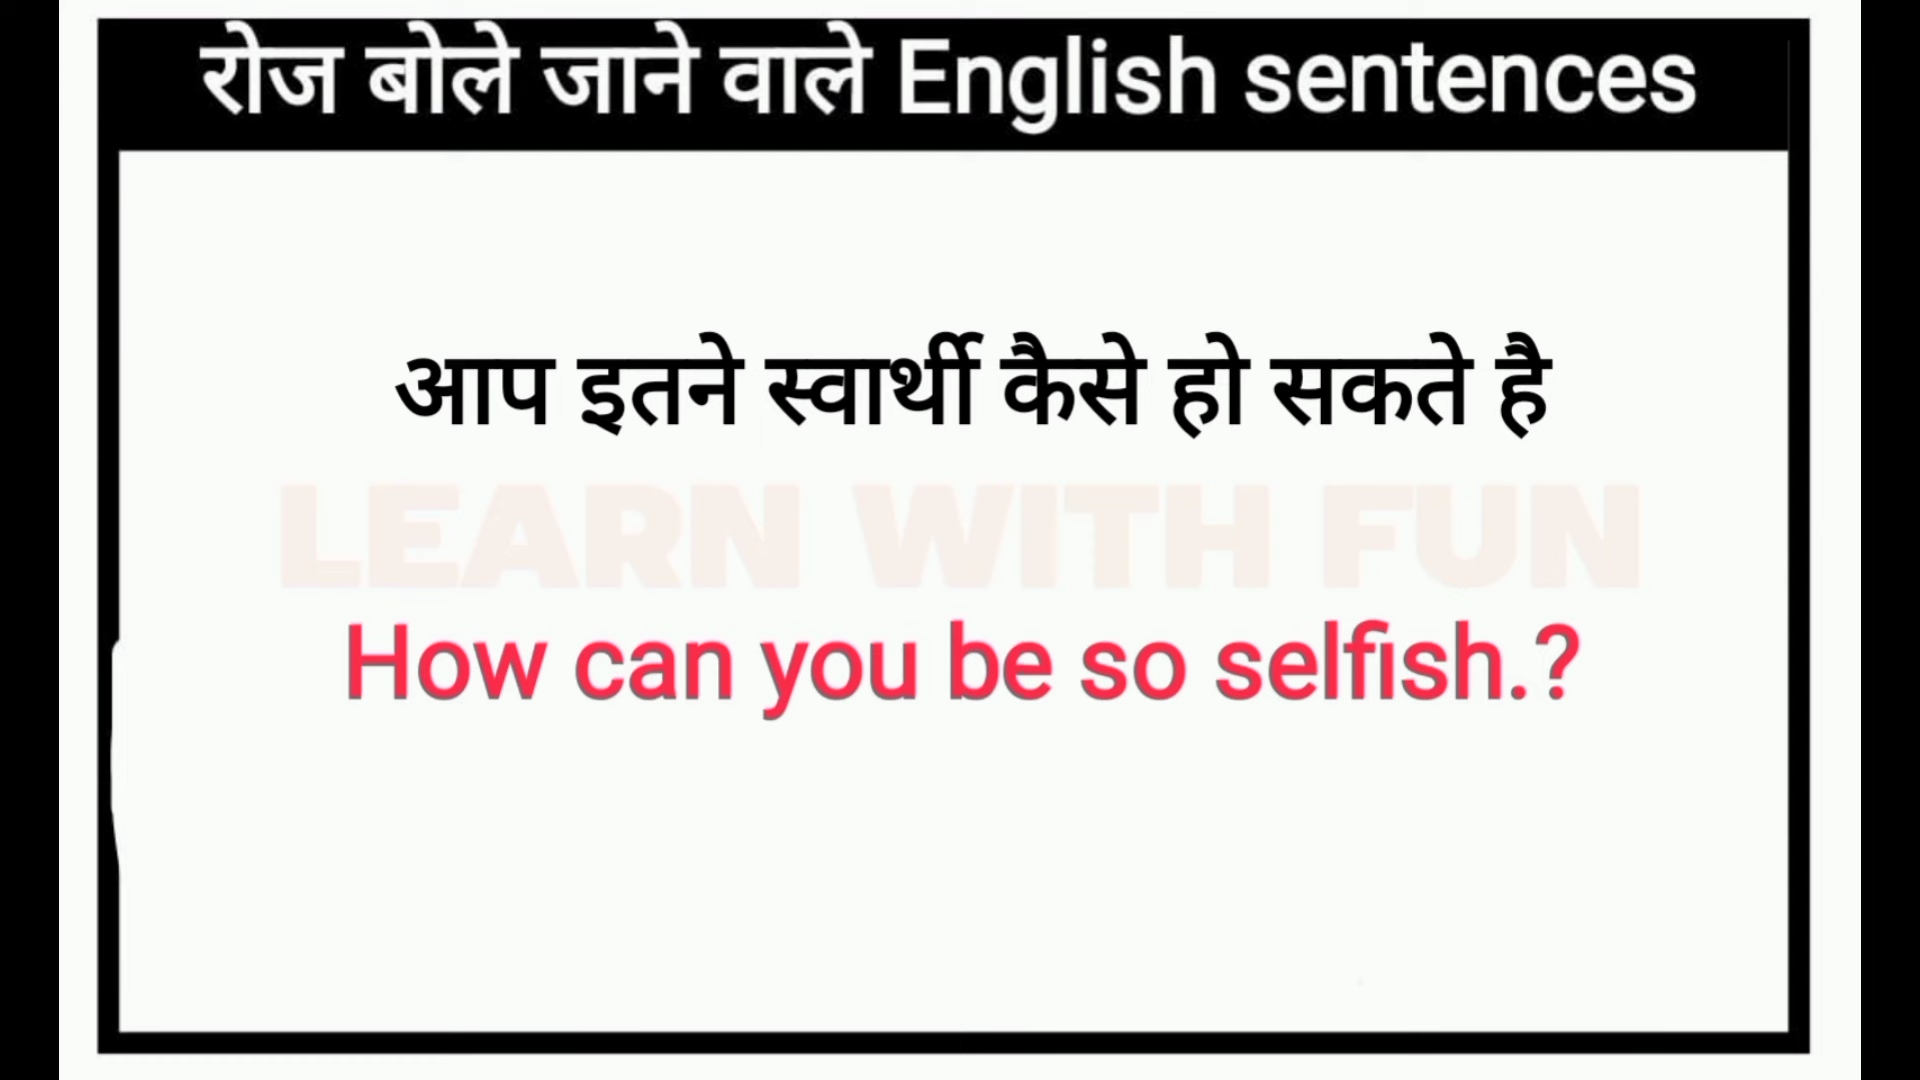 रोज बोले जाने वाले English sentences
आप इतने स्वार्थी कैसे हो सकते है
LEARN WITH FUN
How can you be so selfish.?